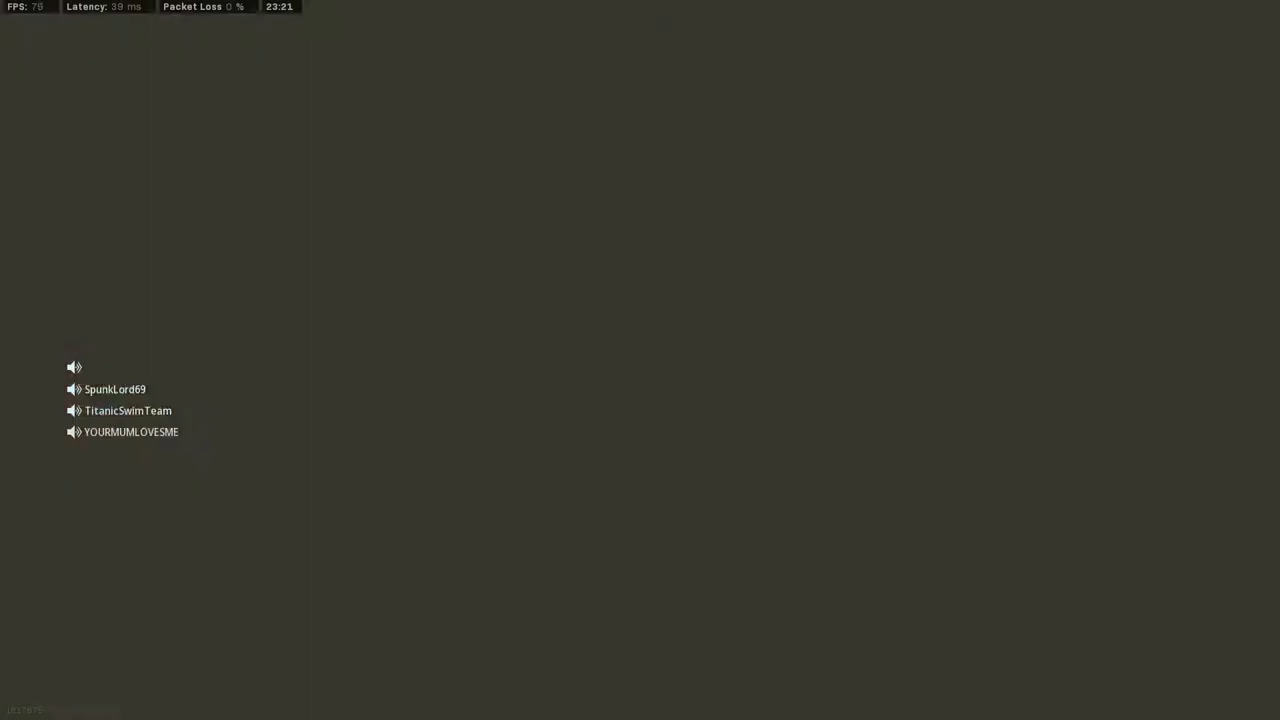 FPS: 75 Latency: 39 ms Packet Loss 0 % 23:21
SpunkLord69
TitanicSwimTeam
YOURMUMLOVESME